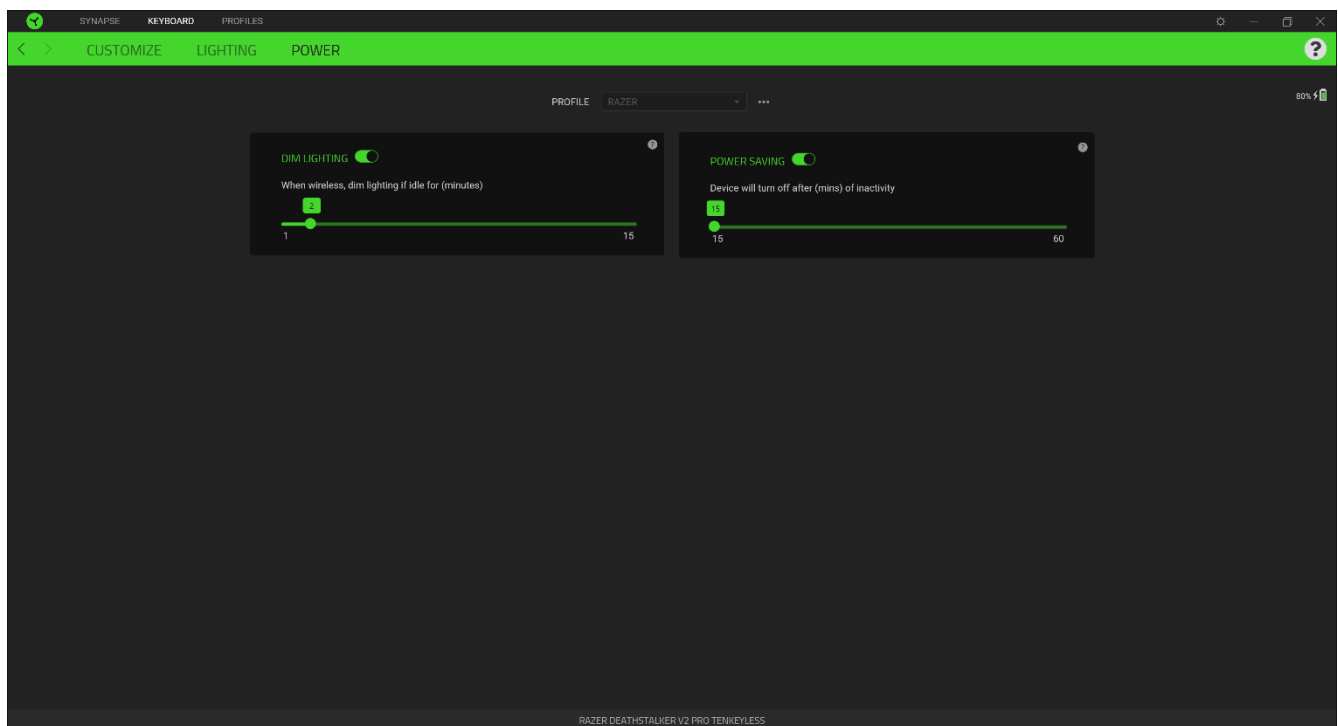 SYNAPSE KEYBOARD PROFILES
CUSTOMIZE LIGHTING POWER ?
PROFILE RAZER •••
80%
DIM LIGHTING ?
When wireless, dim lighting if idle for (minutes)
2
1 15
POWER SAVING ?
Device will turn off after (mins) of inactivity
15
15 60
RAZER DEATHSTALKER V2 PRO TENKEYLESS